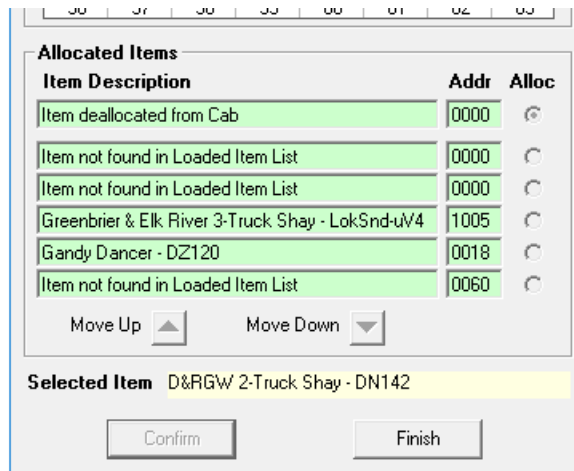 Allocated Items
Item Description Addr Alloc
Item deallocated from Cab 0000
Item not found in Loaded Item List 0000
Item not found in Loaded Item List 0000
Greenbrier & Elk River 3-Truck Shay - LokSnd-uV4 1005
Gandy Dancer - DZ120 0018
Item not found in Loaded Item List 0060
Move Up Move Down
Selected Item D&RGW 2-Truck Shay - DN142
Confirm Finish